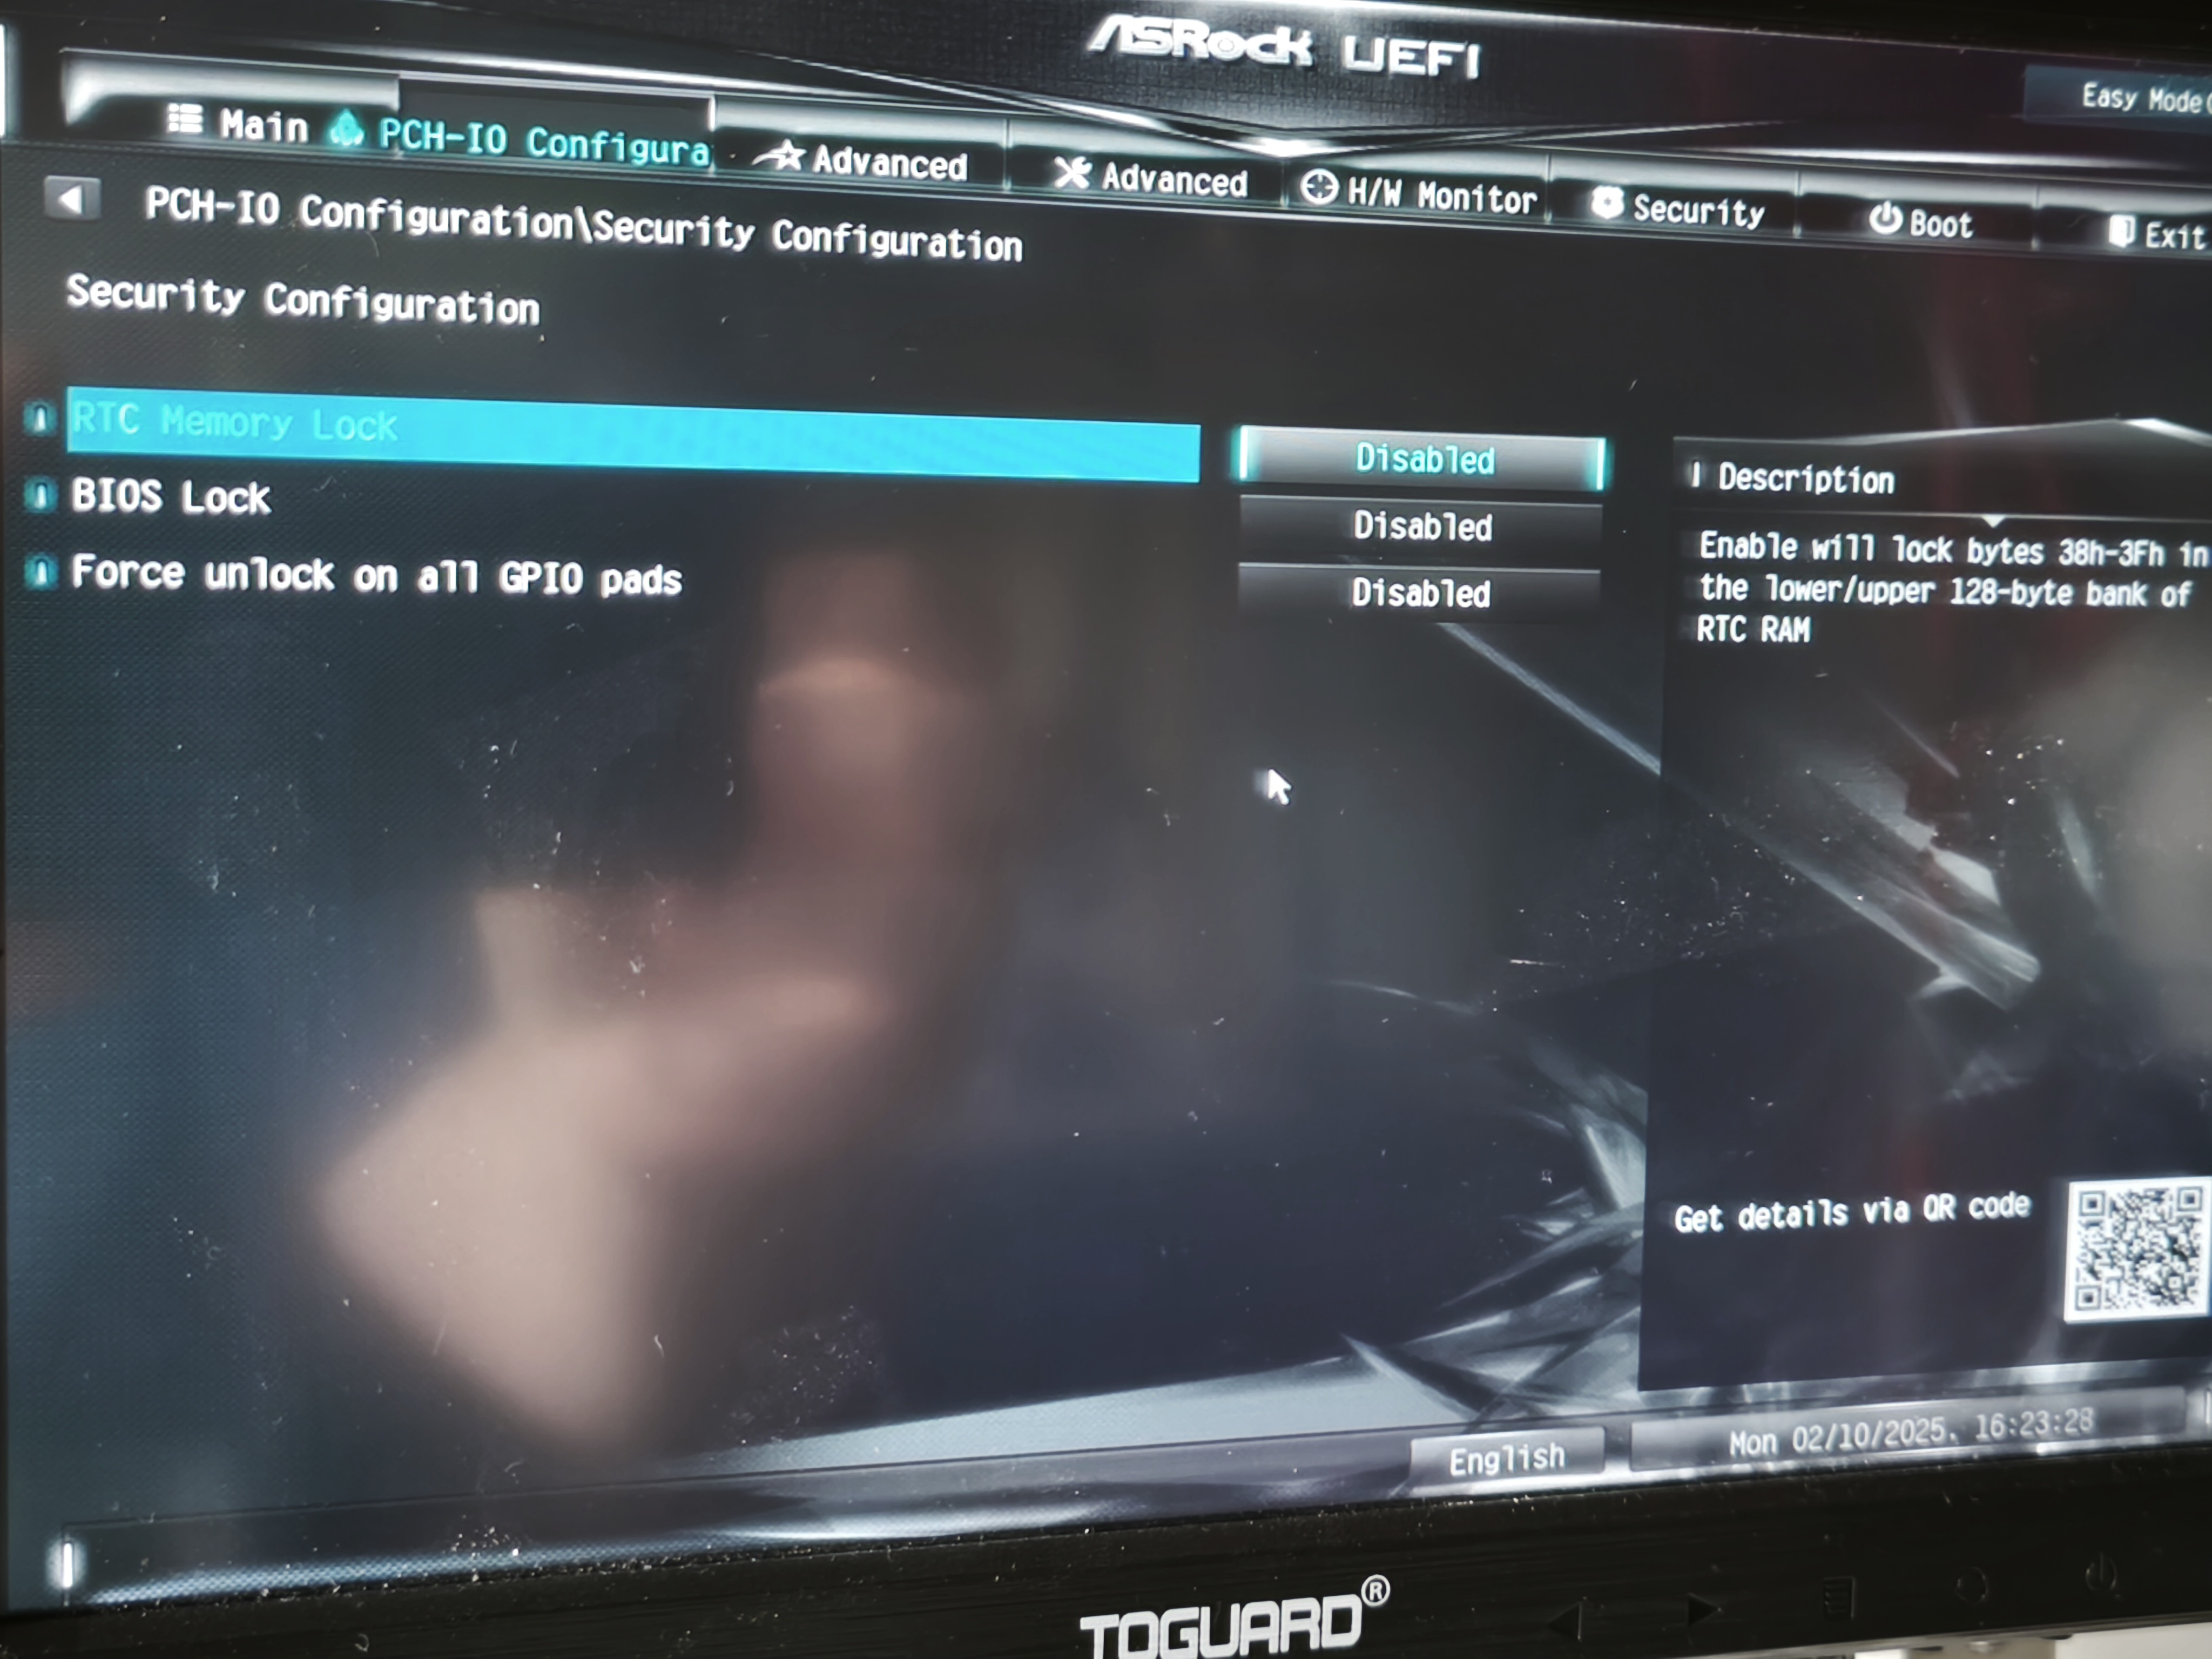 ASRock UEFI
Easy Mode
Main
PCH-IO Configura
Advanced
Advanced
H/W Monitor
Security
Boot
Exit
PCH-IO Configuration\Security Configuration
Security Configuration
RTC Memory Lock Disabled
BIOS Lock Disabled
Force unlock on all GPIO pads Disabled
Description
Enable will lock bytes 38h-3Fh in
the lower/upper 128-byte bank of
RTC RAM
Get details via QR code
English
Mon 02/10/2025. 16:23:28
TOGUARD®